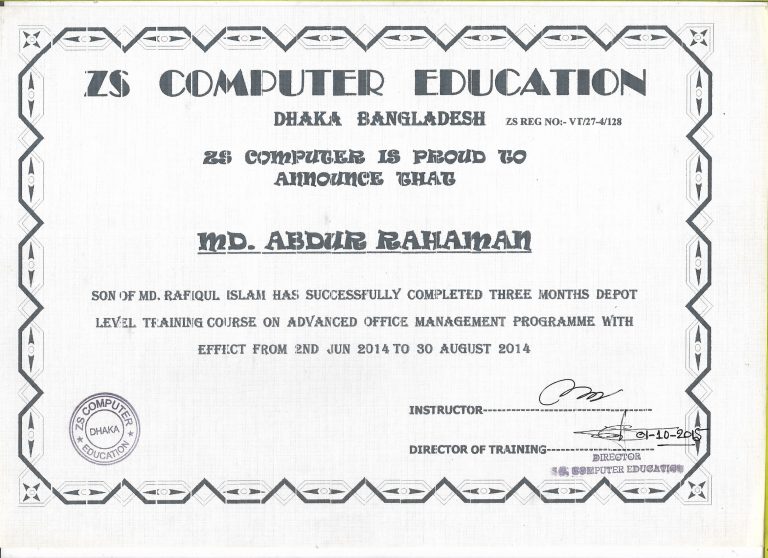 ZS COMPUTER EDUCATION
DHAKA BANGLADESH ZS REG NO:- VT/27-4/128
ZS COMPUTER IS PROUD TO
ANNOUNCE THAT
MD. ABDUR RAHAMAN
SON OF MD. RAFIQUL ISLAM HAS SUCCESSFULLY COMPLETED THREE MONTHS DEPOT
LEVEL TRAINING COURSE ON ADVANCED OFFICE MANAGEMENT PROGRAMME WITH
EFFECT FROM 2ND JUN 2014 TO 30 AUGUST 2014
ZS COMPUTER
DHAKA
EDUCATION
INSTRUCTOR
01-10-2015
DIRECTOR OF TRAINING
DIRECTOR
COMPUTER EDUCATION